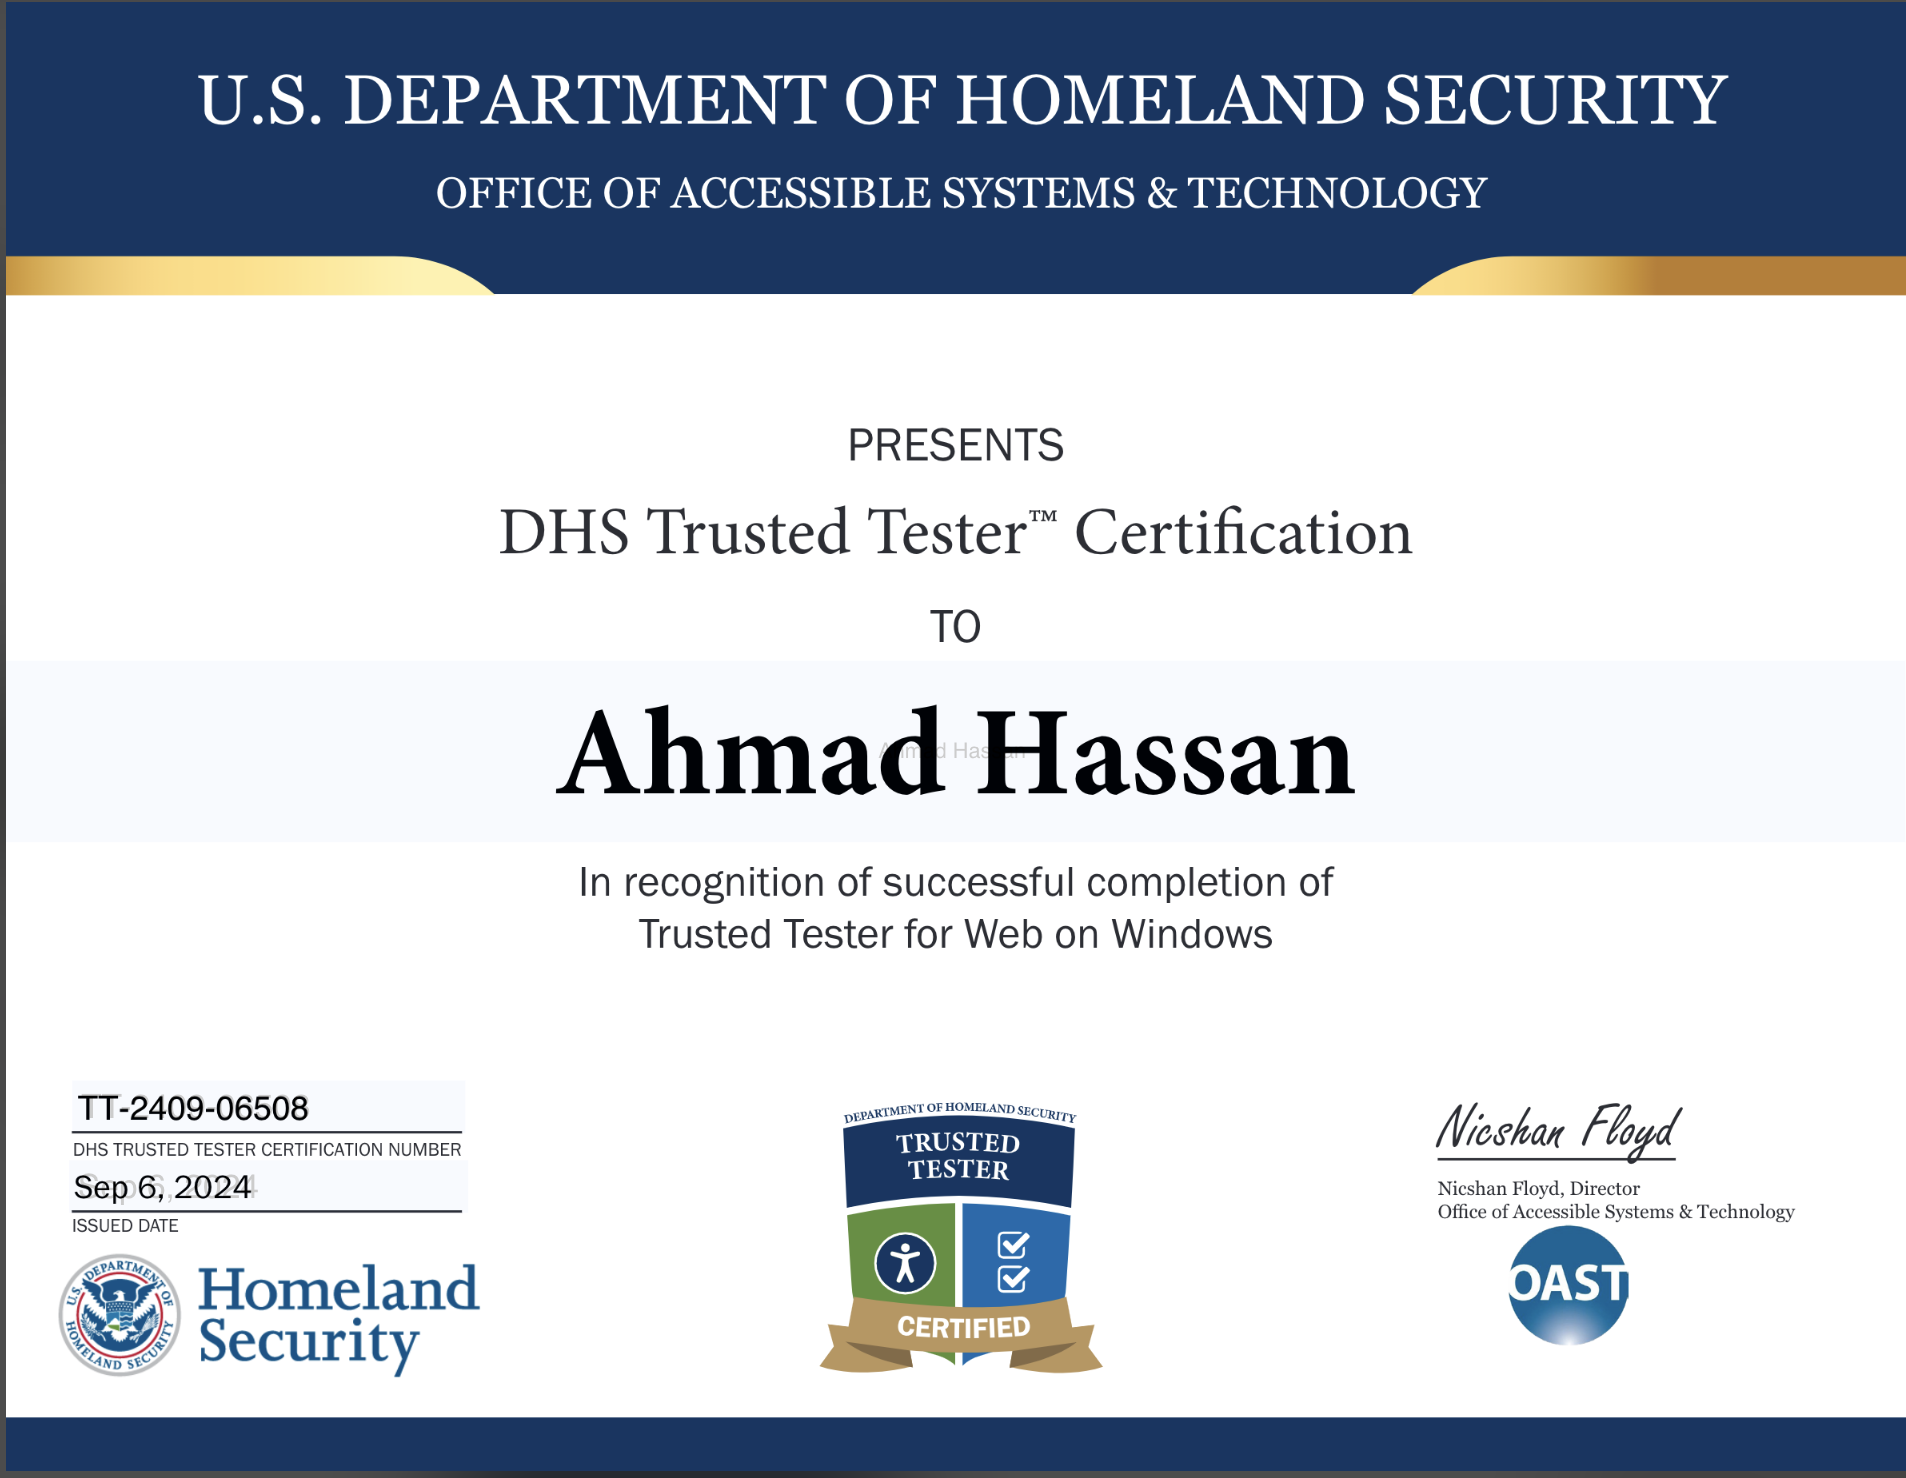 U.S. DEPARTMENT OF HOMELAND SECURITY
OFFICE OF ACCESSIBLE SYSTEMS & TECHNOLOGY
PRESENTS
DHS Trusted Tester™ Certification
TO
Ahmad Hassan
Ahmad Hassan
In recognition of successful completion of
Trusted Tester for Web on Windows
TT-2409-06508
DHS TRUSTED TESTER CERTIFICATION NUMBER
Sep 6, 2024
ISSUED DATE
U.S. DEPARTMENT OF HOMELAND SECURITY
Homeland
Security
DEPARTMENT OF HOMELAND SECURITY
TRUSTED
TESTER
CERTIFIED
Nicshan Floyd
Nicshan Floyd, Director
Office of Accessible Systems & Technology
OAST